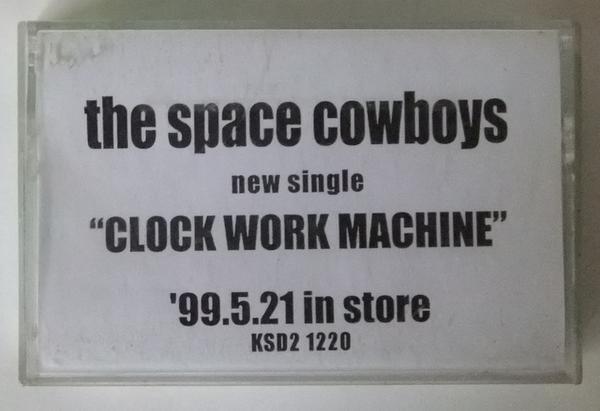 the space cowboys
new single
“CLOCK WORK MACHINE”
'99.5.21 in store
KSD2 1220